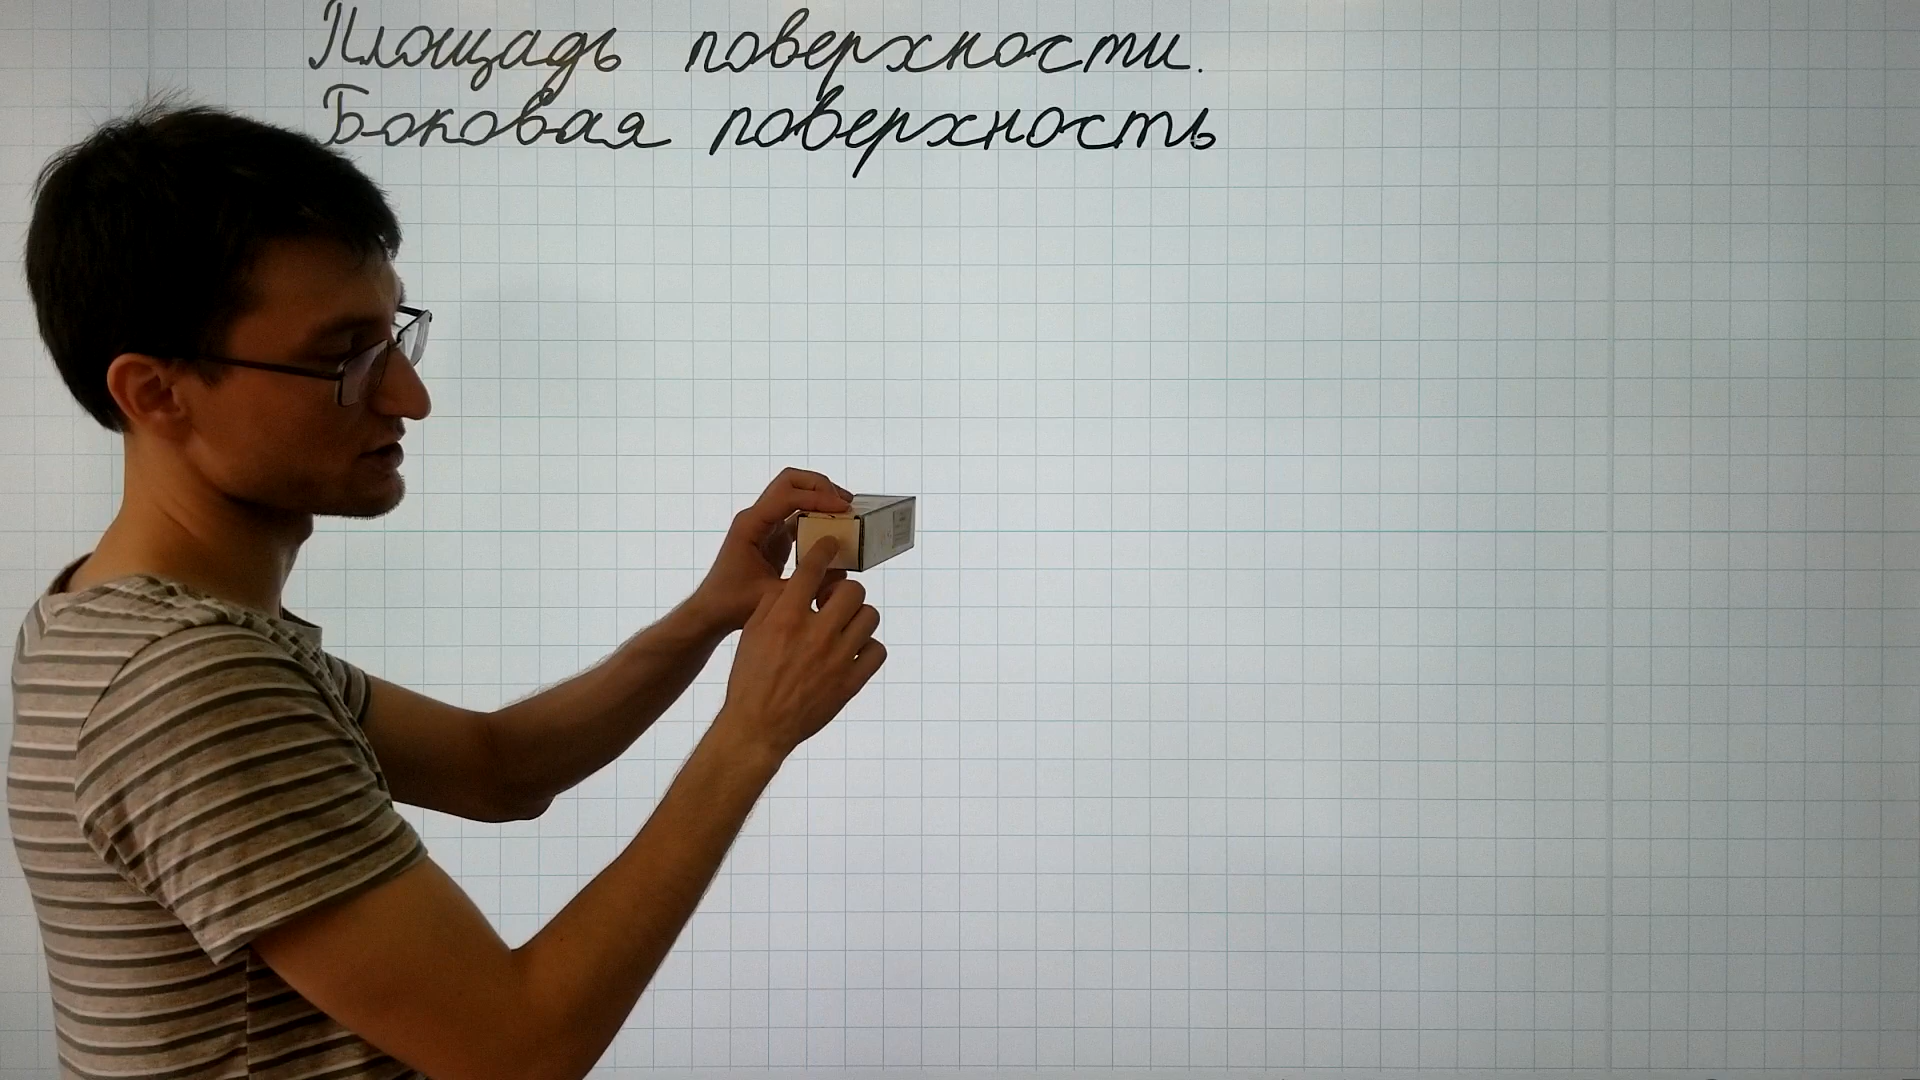 Площадь поверхности.
Боковая поверхность